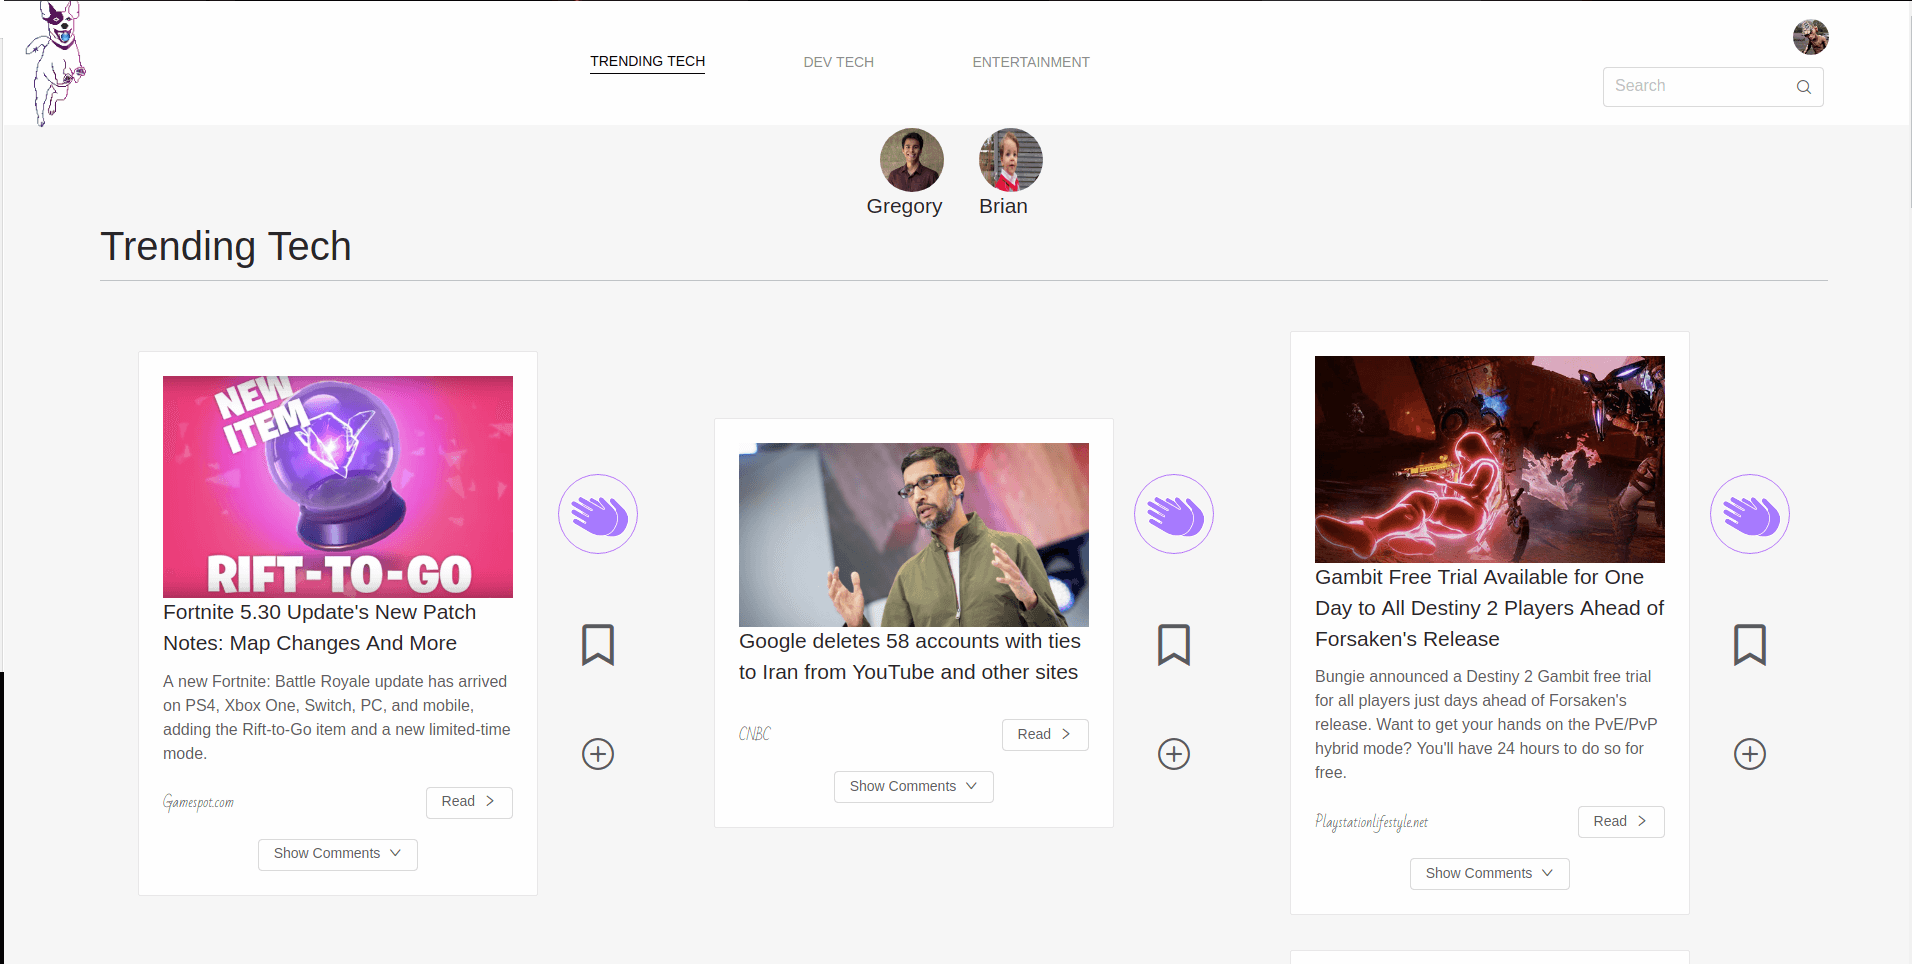 TRENDING TECH
DEV TECH
ENTERTAINMENT
Search
Gregory
Brian
Trending Tech
NEW
ITEM
RIFT-TO-GO
Fortnite 5.30 Update's New Patch
Notes: Map Changes And More
A new Fortnite: Battle Royale update has arrived
on PS4, Xbox One, Switch, PC, and mobile,
adding the Rift-to-Go item and a new limited-time
mode.
Gamespot.com
Read
Show Comments
Google deletes 58 accounts with ties
to Iran from YouTube and other sites
CNBC
Read
Show Comments
Gambit Free Trial Available for One
Day to All Destiny 2 Players Ahead of
Forsaken's Release
Bungie announced a Destiny 2 Gambit free trial
for all players just days ahead of Forsaken's
release. Want to get your hands on the PvE/PvP
hybrid mode? You'll have 24 hours to do so for
free.
Playstationlifestyle.net
Read
Show Comments